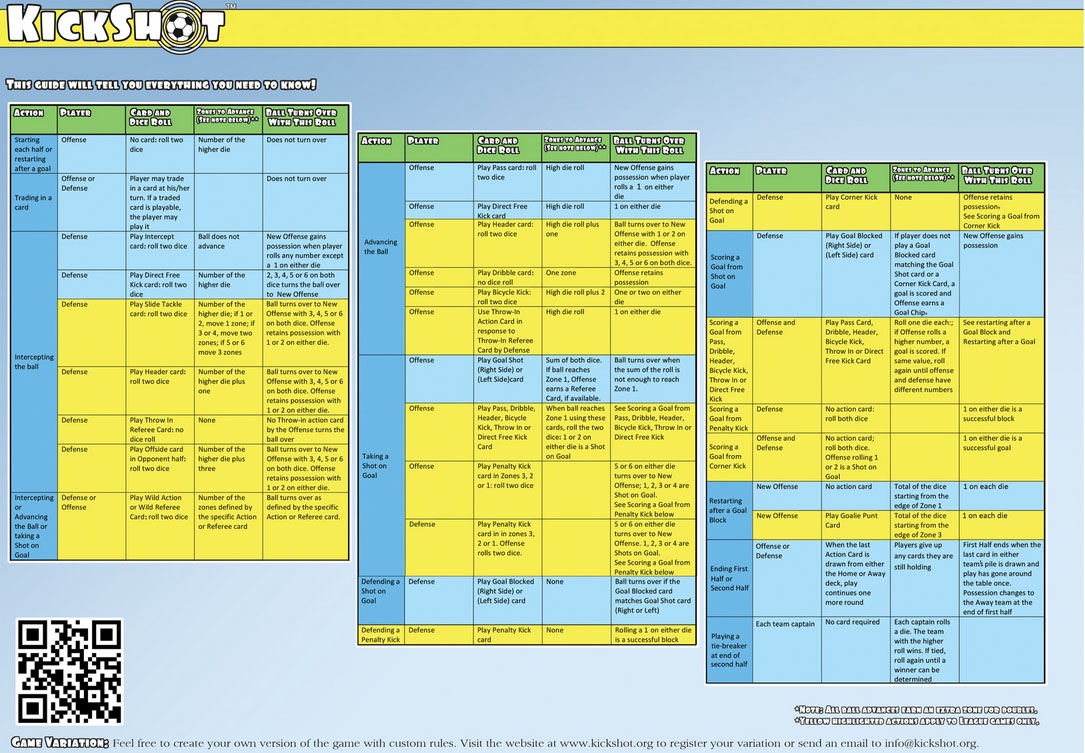 KICKSHOT™
THIS GUIDE WILL TELL YOU EVERYTHING YOU NEED TO KNOW!
ACTION PLAYER CARD AND DICE ROLL ZONES TO ADVANCE (SEE NOTE BELOW)** BALL TURNS OVER WITH THIS ROLL
Starting each half or restarting after a goal
Offense
No card: roll two dice
Number of the higher die
Does not turn over
Trading in a card
Offense or Defense
Player may trade in a card at his/her turn. If a traded card is playable, the player may play it
Does not turn over
Intercepting the ball
Defense
Play Intercept card: roll two dice
Ball does not advance
New Offense gains possession when player rolls any number except a 1 on either die
Defense
Play Direct Free Kick card: roll two dice
Number of the higher die
2, 3, 4, 5 or 6 on both dice turns the ball over to New Offense
Defense
Play Slide Tackle card: roll two dice
Number of the higher die; if 1 or 2, move 1 zone; if 3 or 4, move two zones; if 5 or 6 move 3 zones
Ball turns over to New Offense with 3, 4, 5 or 6 on both dice. Offense retains possession with 1 or 2 on either die.
Defense
Play Header card: roll two dice
Number of the higher die plus one
Ball turns over to New Offense with 3, 4, 5 or 6 on both dice. Offense retains possession with 1 or 2 on either die.
Defense
Play Throw In Referee Card: no dice roll
None
No Throw-in action card by the Offense turns the ball over
Defense
Play Offside card in Opponent half: roll two dice
Number of the higher die plus three
Ball turns over to New Offense with 3, 4, 5 or 6 on both dice. Offense retains possession with 1 or 2 on either die.
Intercepting or Advancing the Ball or taking a Shot on Goal
Defense or Offense
Play Wild Action or Wild Referee Card; roll two dice
Number of the zones defined by the specific Action or Referee card
Ball turns over as defined by the specific Action or Referee card.
ACTION PLAYER CARD AND DICE ROLL ZONES TO ADVANCE (SEE NOTE BELOW)** BALL TURNS OVER WITH THIS ROLL
Advancing the Ball
Offense
Play Pass card: roll two dice
High die roll
New Offense gains possession when player rolls a 1 on either die
Offense
Play Direct Free Kick card
High die roll
1 on either die
Offense
Play Header card: roll two dice
High die roll plus one
Ball turns over to New Offense with 1 or 2 on either die. Offense retains possession with 3, 4, 5 or 6 on both dice.
Offense
Play Dribble card: no dice roll
One zone
Offense retains possession
Offense
Play Bicycle Kick: roll two dice
High die roll plus 2
One or two on either die
Offense
Use Throw-In Action Card in response to Throw-In Referee Card by Defense
High die roll
1 on either die
Taking a Shot on Goal
Offense
Play Goal Shot (Right Side) or (Left Side)card
Sum of both dice. If ball reaches Zone 1, Offense earns a Referee Card, if available.
Ball turns over when the sum of the roll is not enough to reach Zone 1.
Offense
Play Pass, Dribble, Header, Bicycle Kick, Throw In or Direct Free Kick Card
When ball reaches Zone 1 using these cards, roll the two dice: 1 or 2 on either die is a Shot on Goal
See Scoring a Goal from Pass, Dribble, Header, Bicycle Kick, Throw In or Direct Free Kick
Offense
Play Penalty Kick card in Zones 3, 2 or 1: roll two dice
5 or 6 on either die turns over to New Offense; 1, 2, 3 or 4 are Shot on Goal. See Scoring a Goal from Penalty Kick below
Defense
Play Penalty Kick card in in zones 3, 2 or 1. Offense rolls two dice.
5 or 6 on either die turns over to New Offense. 1, 2, 3 or 4 are Shots on Goal. See Scoring a Goal from Penalty Kick below
Defending a Shot on Goal
Defense
Play Goal Blocked (Right Side) or (Left Side) card
None
Ball turns over if the Goal Blocked card matches Goal Shot card (Right or Left)
Defending a Penalty Kick
Defense
Play Penalty Kick card
None
Rolling a 1 on either die is a successful block
ACTION PLAYER CARD AND DICE ROLL ZONES TO ADVANCE (SEE NOTE BELOW)** BALL TURNS OVER WITH THIS ROLL
Defending a Shot on Goal
Defense
Play Corner Kick card
None
Offense retains possession. See Scoring a Goal from Corner Kick
Scoring a Goal from Shot on Goal
Defense
Play Goal Blocked (Right Side) or (Left Side) card
If player does not play a Goal Blocked card matching the Goal Shot card or a Corner Kick Card, a goal is scored and Offense earns a Goal Chip.
New Offense gains possession
Scoring a Goal from Pass, Dribble, Header, Bicycle Kick, Throw In or Direct Free Kick
Offense and Defense
Play Pass Card, Dribble, Header, Bicycle Kick, Throw In or Direct Free Kick Card
Roll one die each:; if Offense rolls a higher number, a goal is scored. If same value, roll again until offense and defense have different numbers
See restarting after a Goal Block and Restarting after a Goal
Scoring a Goal from Penalty Kick
Defense
No action card: roll both dice
1 on either die is a successful block
Scoring a Goal from Corner Kick
Offense and Defense
No action card; roll both dice. Offense rolling 1 or 2 is a Shot on Goal
1 on either die is a successful goal
Restarting after a Goal Block
New Offense
No action card
Total of the dice starting from the edge of Zone 1
1 on each die
New Offense
Play Goalie Punt Card
Total of the dice starting from the edge of Zone 3
1 on each die
Ending First Half or Second Half
Offense or Defense
When the last Action Card is drawn from either the Home or Away deck, play continues one more round
Players give up any cards they are still holding
First Half ends when the last card in either team's pile is drawn and play has gone around the table once. Possession changes to the Away team at the end of first half
Playing a tie-breaker at end of second half
Each team captain
No card required
Each captain rolls a die. The team with the higher roll wins. If tied, roll again until a winner can be determined
*NOTE: ALL BALL ADVANCES EARN AN EXTRA ZONE FOR DOUBLES.
*YELLOW HIGHLIGHTED ACTIONS APPLY TO LEAGUE GAMES ONLY.
GAME VARIATION: Feel free to create your own version of the game with custom rules. Visit the website at www.kickshot.org to register your variation or send an email to info@kickshot.org.